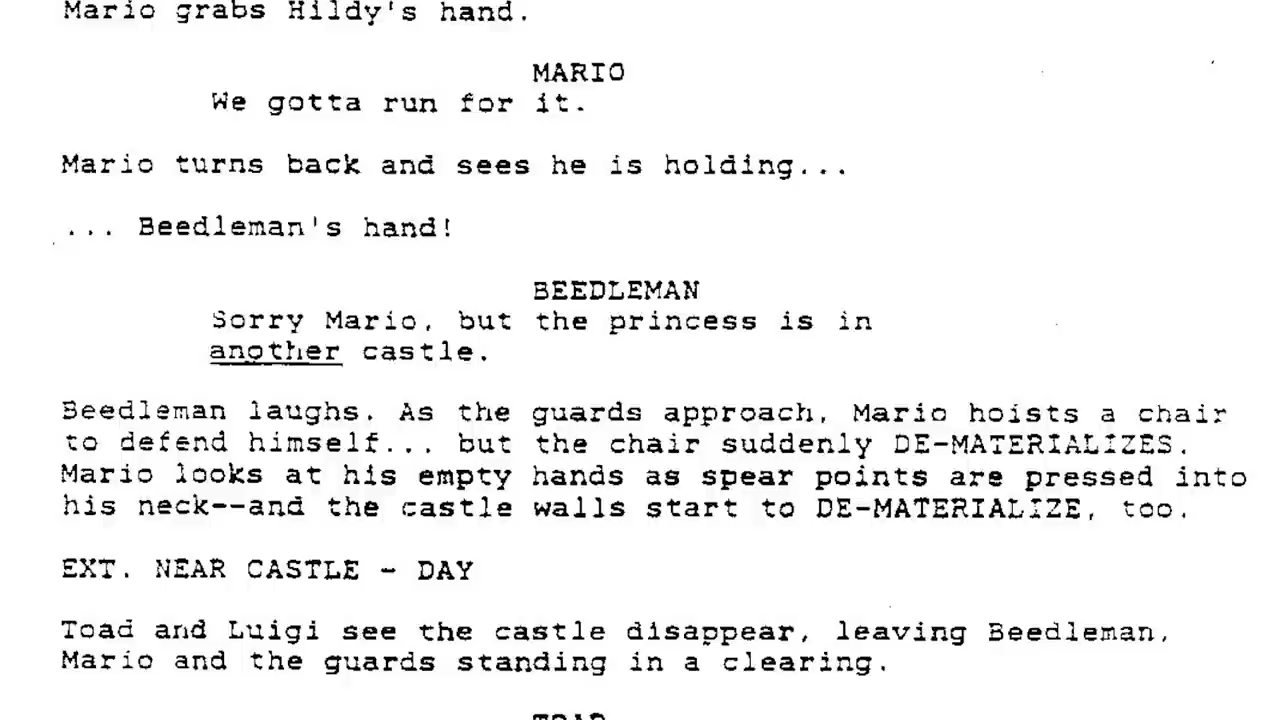 Mario grabs Hildy's hand.
MARIO
We gotta run for it.
Mario turns back and sees he is holding...
... Beedleman's hand!
BEEDLEMAN
Sorry Mario, but the princess is in
another castle.
Beedleman laughs. As the guards approach, Mario hoists a chair
to defend himself... but the chair suddenly DE-MATERIALIZES.
Mario looks at his empty hands as spear points are pressed into
his neck--and the castle walls start to DE-MATERIALIZE, too.
EXT. NEAR CASTLE - DAY
Toad and Luigi see the castle disappear, leaving Beedleman,
Mario and the guards standing in a clearing.